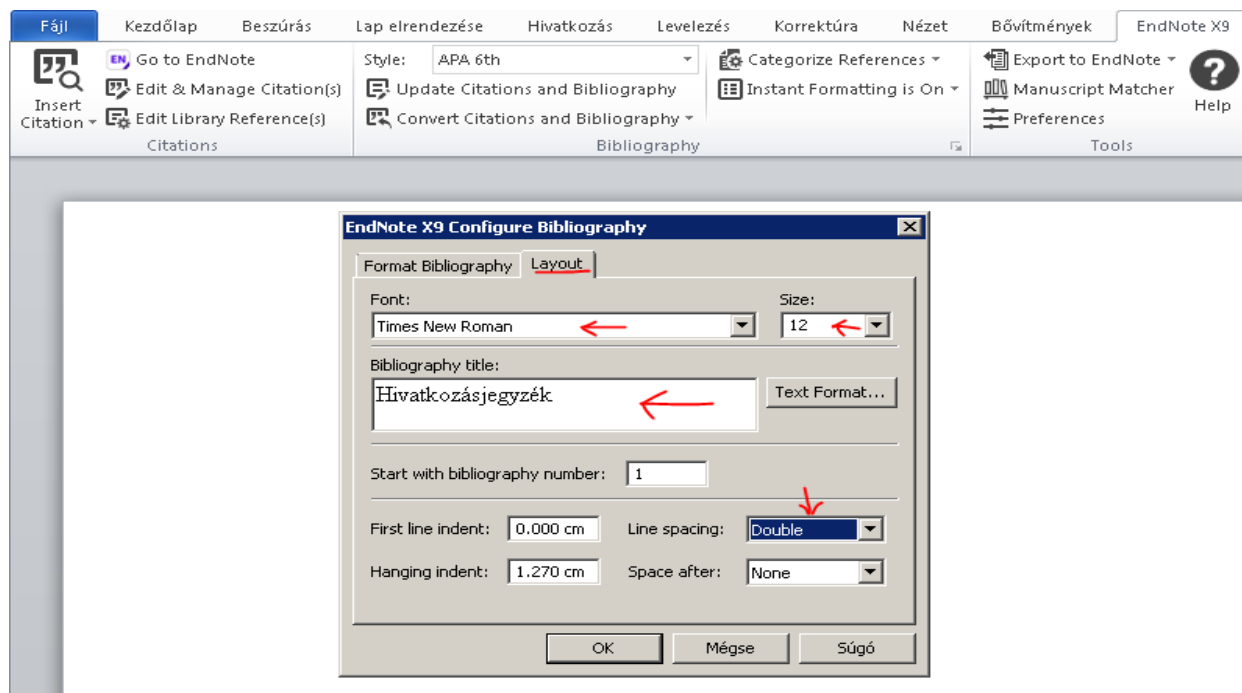 Fájl Kezdőlap Beszúrás Lap elrendezése Hivatkozás Levelezés Korrektúra Nézet Bővítmények EndNote X9
EN Go to EndNote
Edit & Manage Citation(s)
Edit Library Reference(s)
Insert
Citation
Citations
Style: APA 6th
Update Citations and Bibliography
Convert Citations and Bibliography
Categorize References
Instant Formatting is On
Bibliography
Export to EndNote
Manuscript Matcher
Preferences
Help
Tools
EndNote X9 Configure Bibliography
Format Bibliography Layout
Font: Size:
Times New Roman 12
Bibliography title:
Hivatkozásjegyzék
Text Format...
Start with bibliography number: 1
First line indent: 0.000 cm Line spacing: Double
Hanging indent: 1.270 cm Space after: None
OK Mégse Súgó